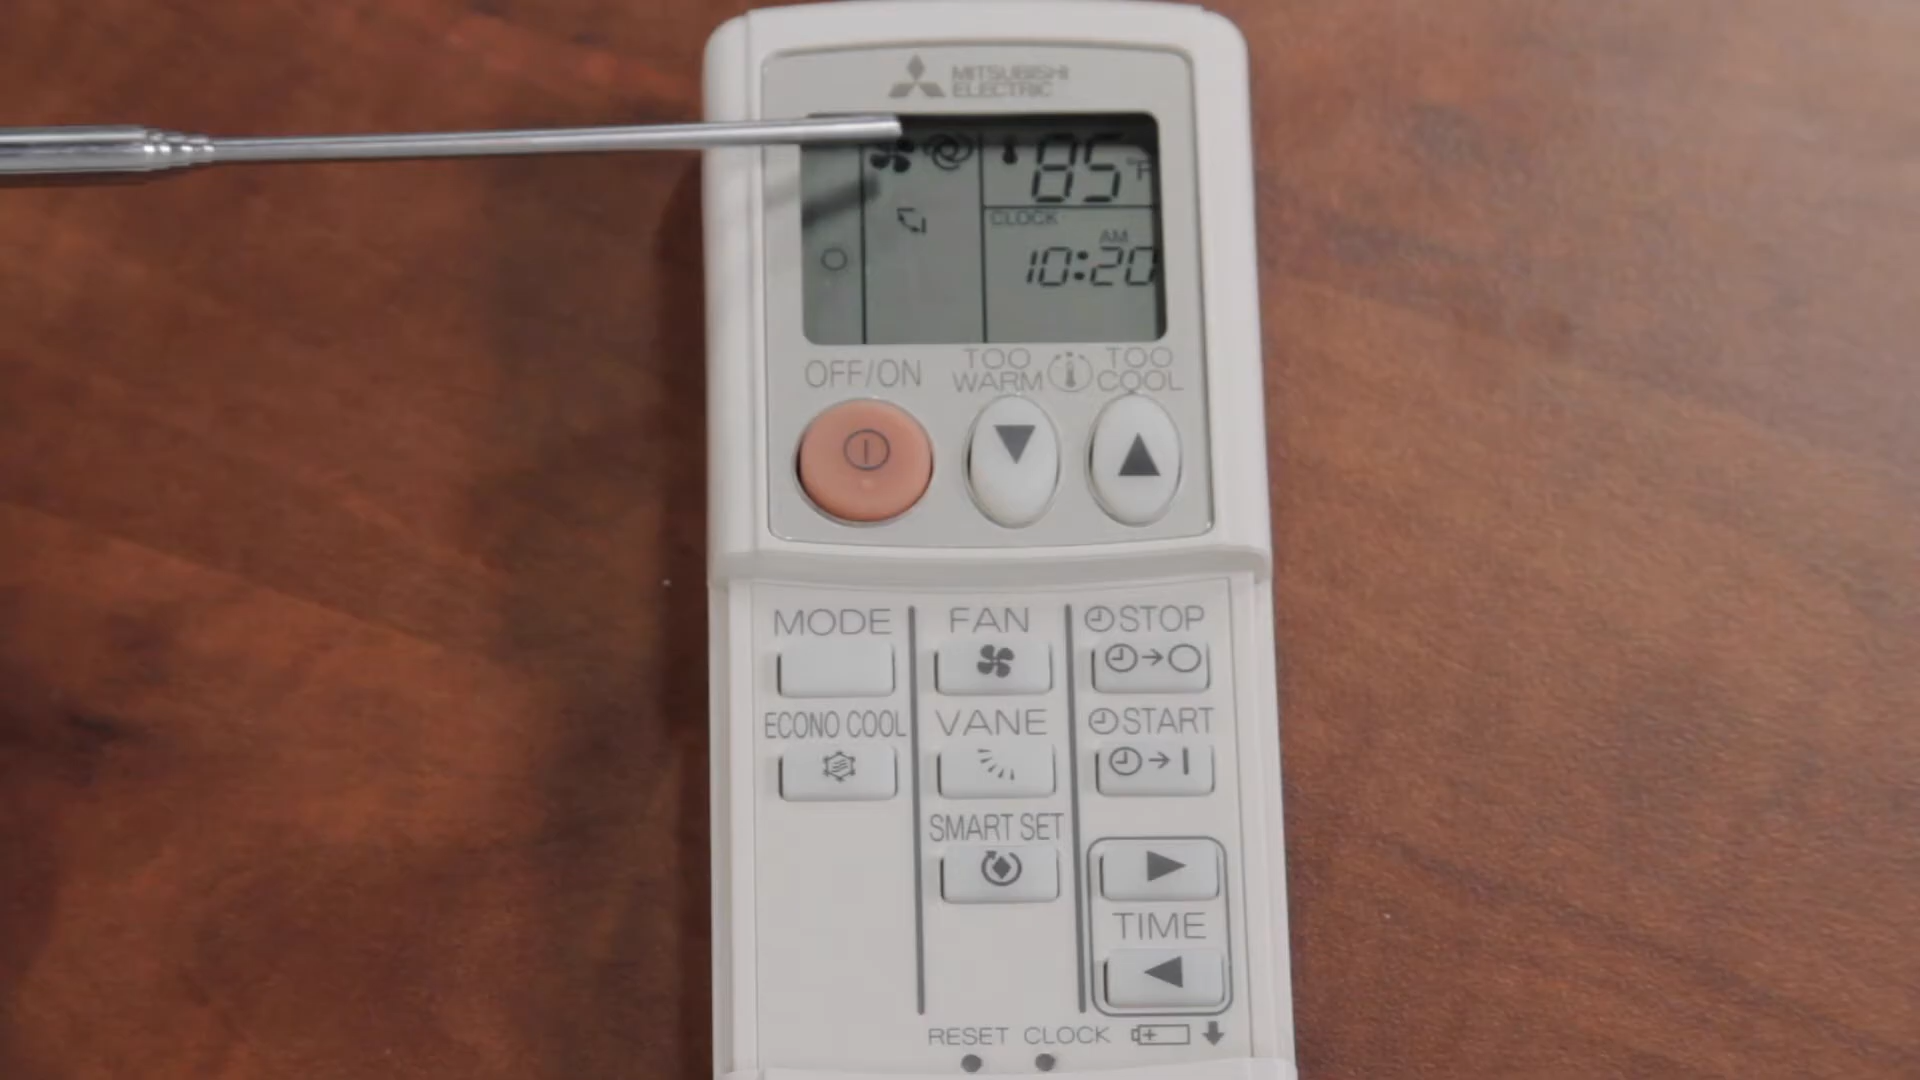 MITSUBISHI
ELECTRIC
85°F
CLOCK
AM
10:20
OFF/ON
TOO WARM
TOO COOL
MODE
FAN
STOP
ECONO COOL
VANE
START
SMART SET
TIME
RESET CLOCK